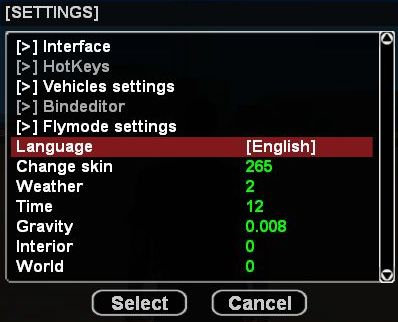 [SETTINGS]
[>] Interface
[>] HotKeys
[>] Vehicles settings
[>] Bindeditor
[>] Flymode settings
Language [English]
Change skin 265
Weather 2
Time 12
Gravity 0.008
Interior 0
World 0
Select Cancel